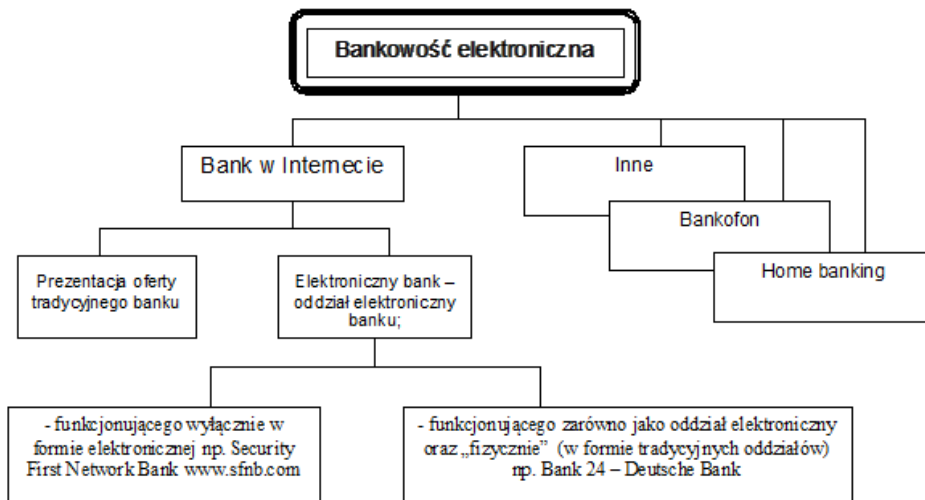 Bankowość elektroniczna
Bank w Internecie
Inne
Bankofon
Home banking
Prezentacja oferty
tradycyjnego banku
Elektroniczny bank –
oddział elektroniczny
banku;
- funkcjonującego wyłącznie w
formie elektronicznej np. Security
First Network Bank www.sfnb.com
- funkcjonującego zarówno jako oddział elektroniczny
oraz „fizycznie” (w formie tradycyjnych oddziałów)
np. Bank 24 – Deutsche Bank